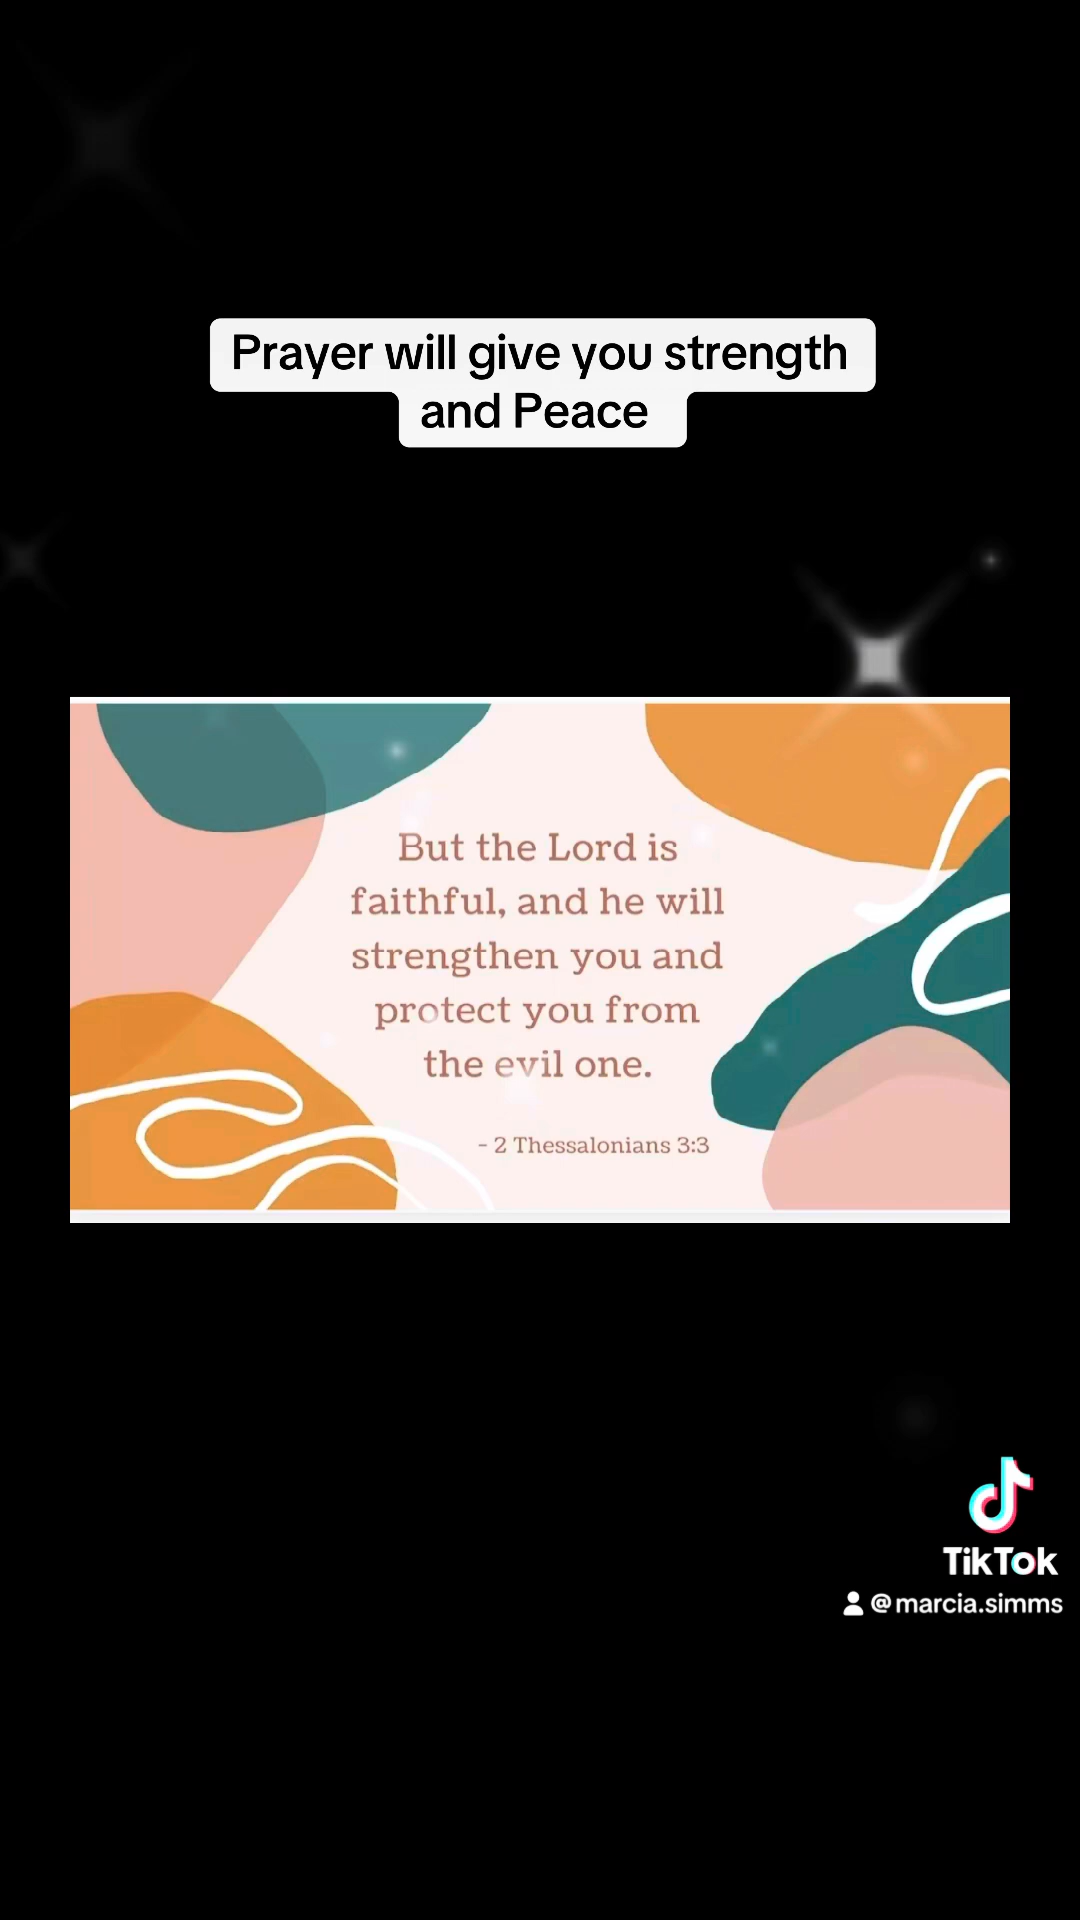 Prayer will give you strength
and Peace
But the Lord is
faithful, and he will
strengthen you and
protect you from
the evil one.
- 2 Thessalonians 3:3
TikTok
@marcia.simms